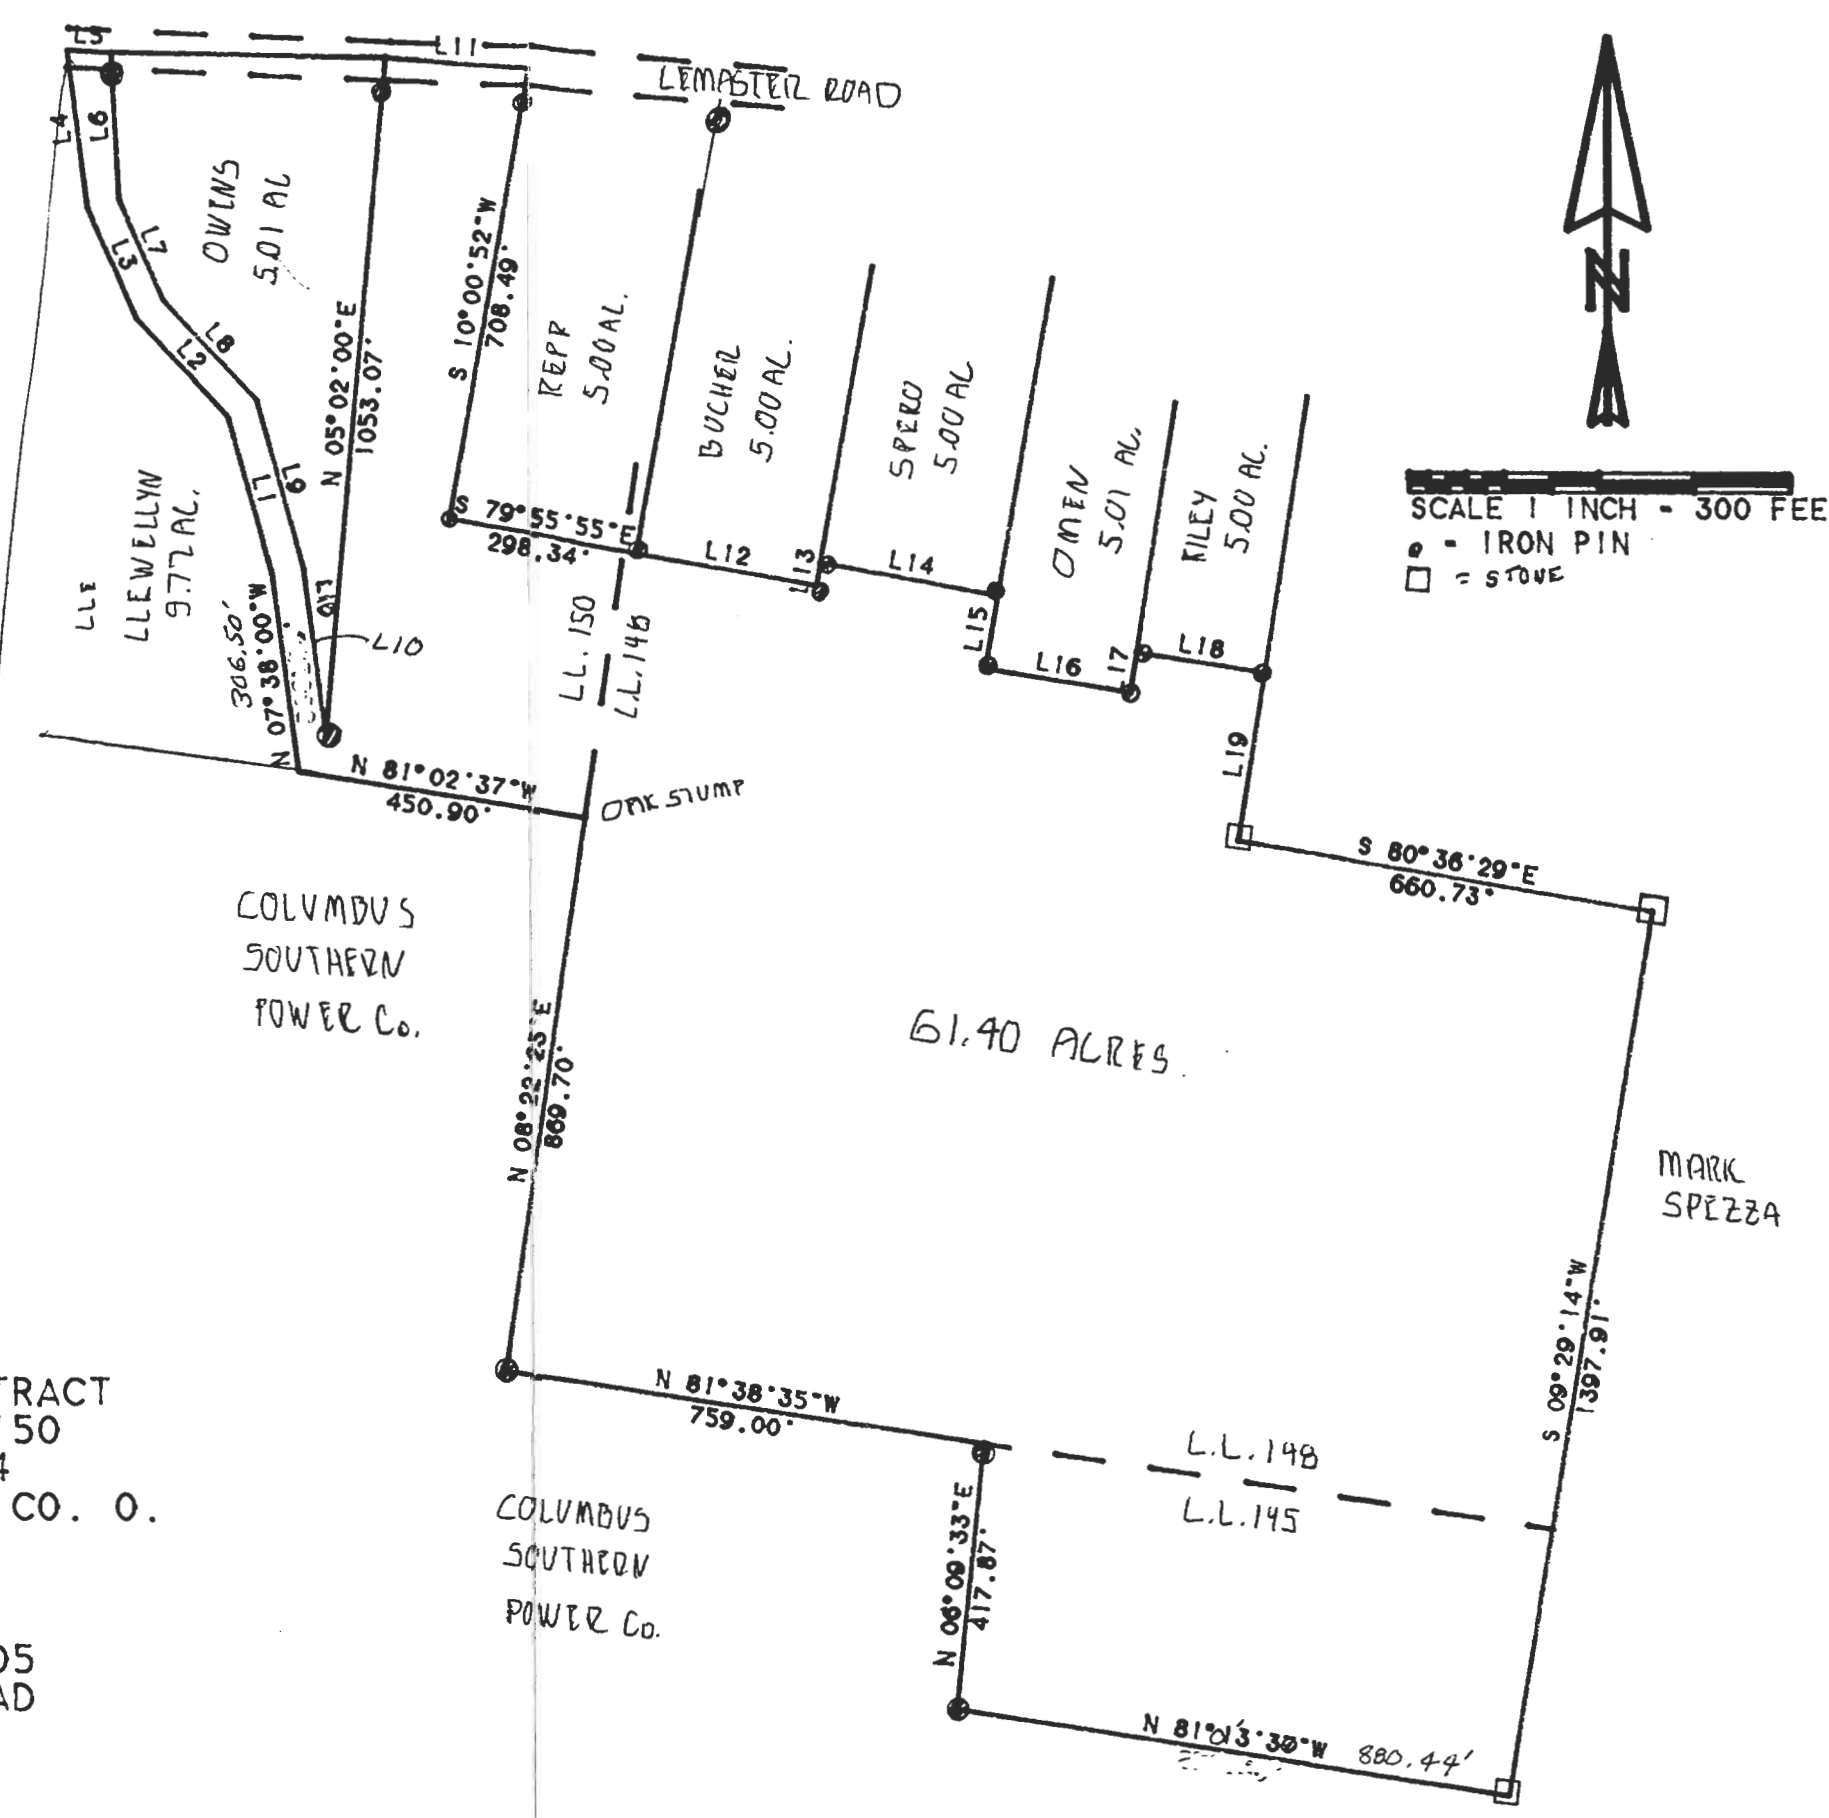 L5
L11
LEMASTER ROAD
L4
L6
OWENS
5.01 AC
L7
L3
L8
L2
S 10°00'52"W
708.49'
REPP
5.00 AC.
N 05°02'00"E
1053.07'
BUCHER
5.00 AC.
SPERO
5.00 AC
OMEN
5.01 AC.
RILEY
5.00 AC.
N
SCALE 1 INCH - 300 FEE
- IRON PIN
= STONE
L1
L9
LLE
LLEWELLYN
9.77 AC.
S 79°55'55"E
298.34'
L12
L13
L14
L15
L16
L17
L18
L19
306.50'
N 07°38'00"W
L10
LL. 150
L.L. 148
N 81°02'37"W
450.90'
OAK STUMP
S 80°36'29"E
660.73'
COLUMBUS
SOUTHERN
POWER Co.
61.40 ACRES.
N 08°22'25"E
869.70'
MARK
SPEZZA
S 09°29'14"W
1397.91'
TRACT
150
4
CO. O.
05
AD
N 81°38'35"W
759.00'
L.L. 148
L.L. 145
COLUMBUS
SOUTHERN
POWER Co.
N 06°09'33"E
417.87'
N 81°
880.44'